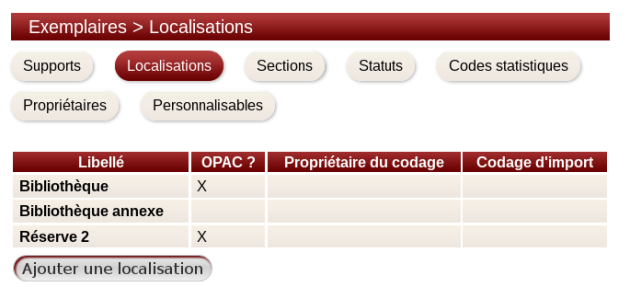 Exemplaires > Localisations
Supports Localisations Sections Statuts Codes statistiques
Propriétaires Personnalisables
Libellé OPAC ? Propriétaire du codage Codage d'import
Bibliothèque X
Bibliothèque annexe
Réserve 2 X
Ajouter une localisation